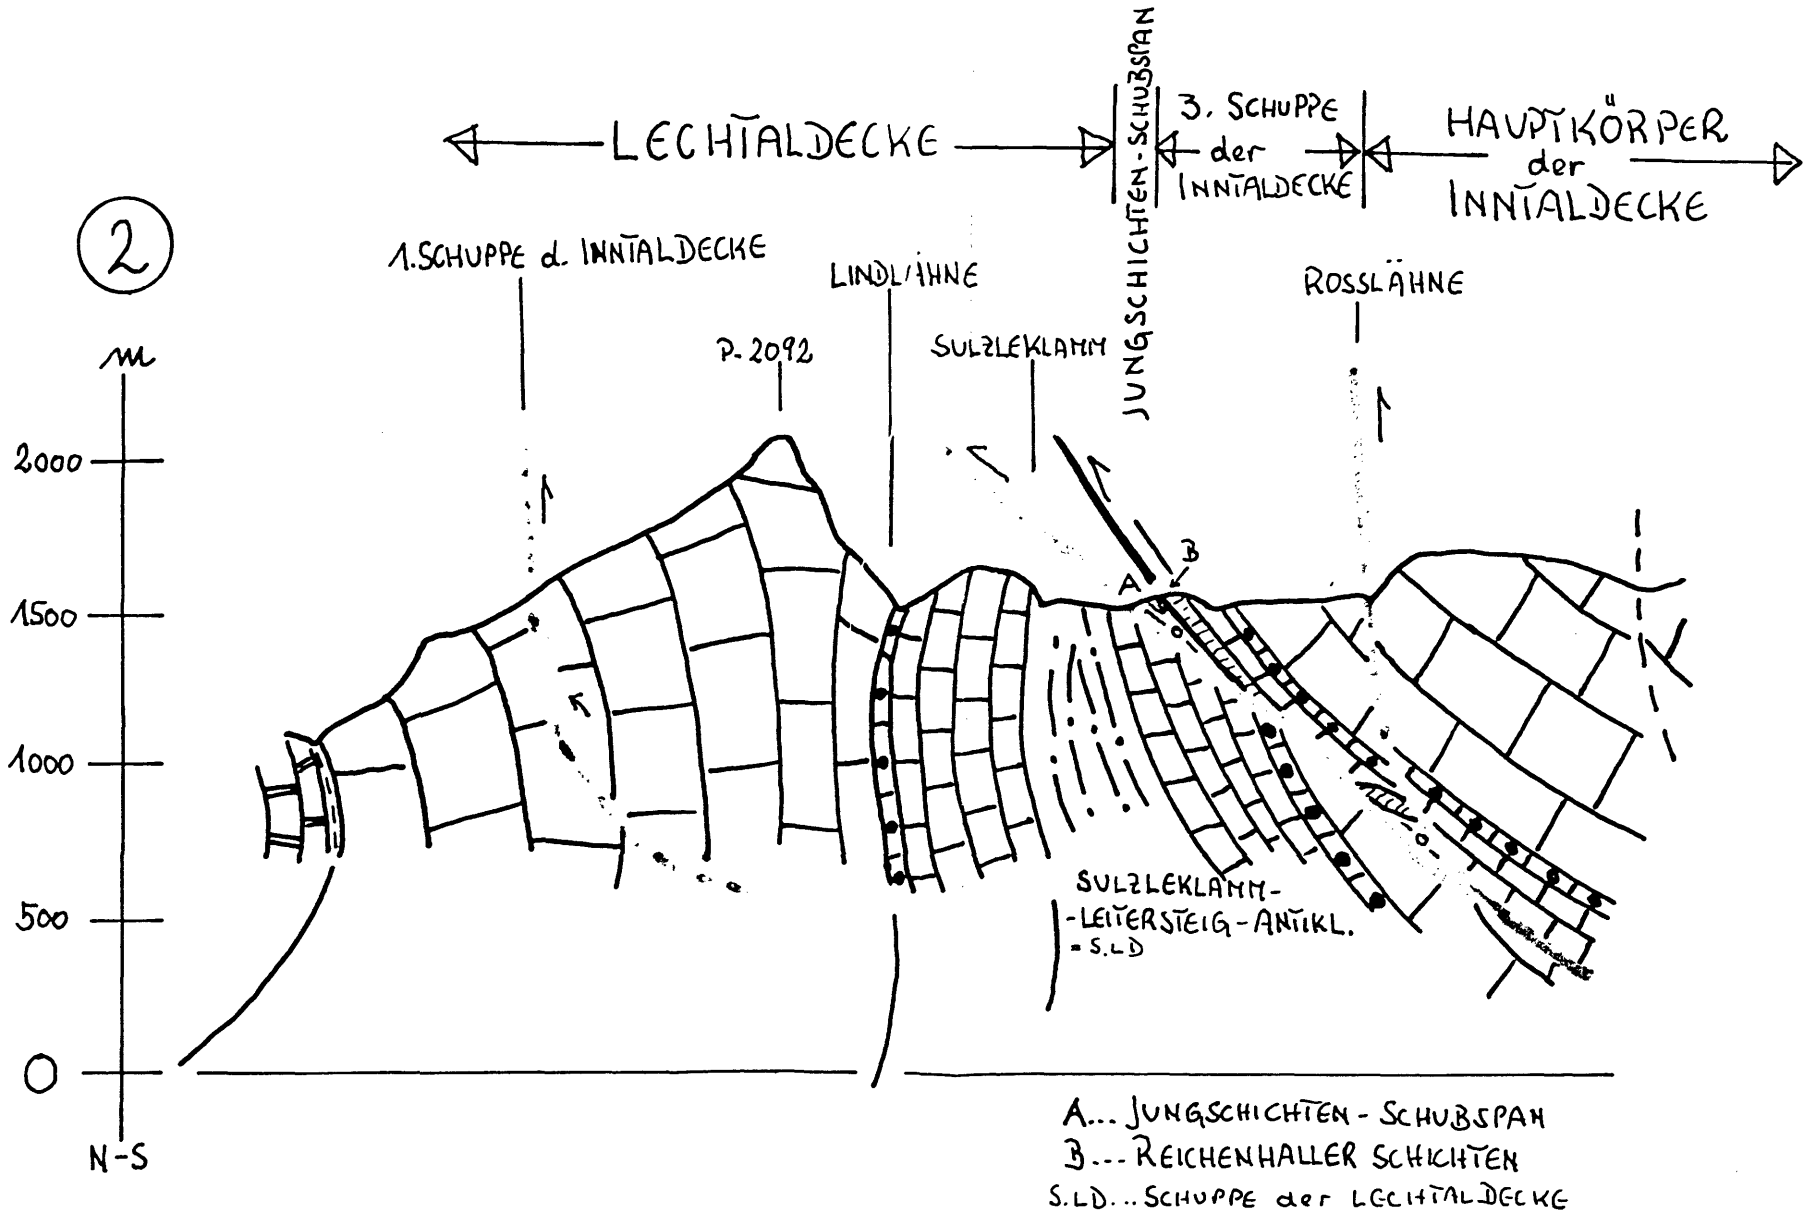 JUNGSCHICHTEN-SCHUBSPAN
LECHTALDECKE
3. SCHUPPE
der
INNTALDECKE
HAUPTKÖRPER
der
INNTALDECKE
2
1. SCHUPPE d. INNTALDECKE
LINDLÄHNE
ROSSLÄHNE
P. 2092
SULZLEKLAMM
m
2000
B
A
1500
1000
SULZLEKLAMM-
-LEITERSTEIG-ANTIKL.
= S.LD
500
0
A... JUNGSCHICHTEN-SCHUBSPAN
N-S
B... REICHENHALLER SCHICHTEN
S.LD... SCHUPPE der LECHTALDECKE